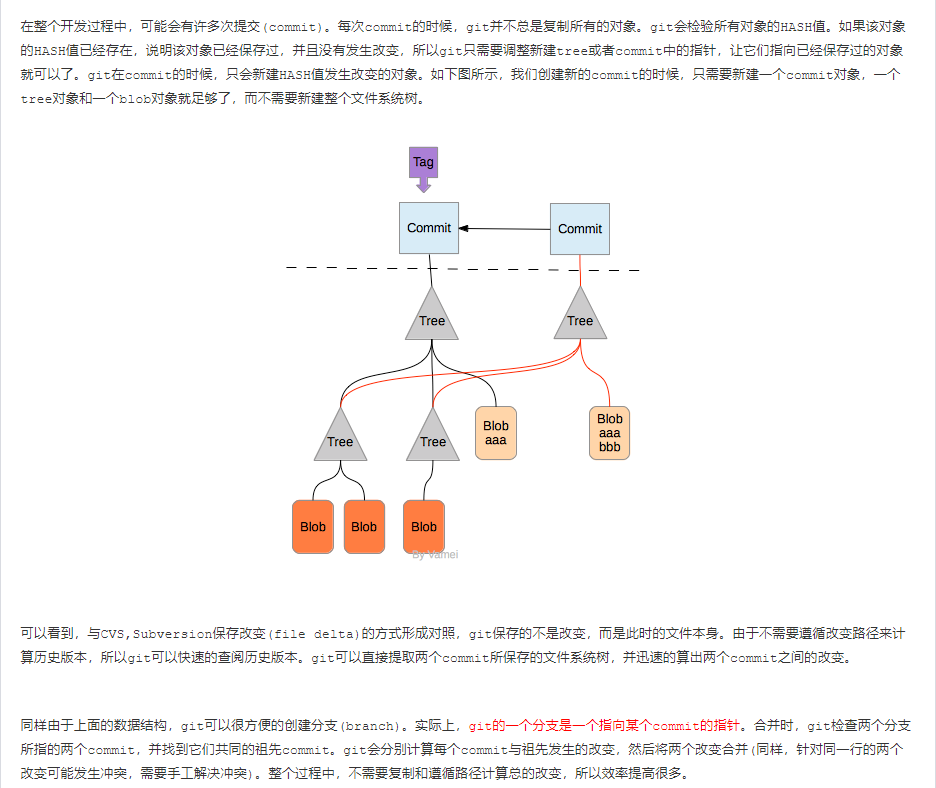 在整个开发过程中，可能会有许多次提交(commit)。每次commit的时候，git并不总是复制所有的对象。git会检验所有对象的HASH值。如果该对象
的HASH值已经存在，说明该对象已经保存过，并且没有发生改变，所以git只需要调整新建tree或者commit中的指针，让它们指向已经保存过的对象
就可以了。git在commit的时候，只会新建HASH值发生改变的对象。如下图所示，我们创建新的commit的时候，只需要新建一个commit对象，一个
tree对象和一个blob对象就足够了，而不需要新建整个文件系统树。
Tag
Commit
Commit
Tree
Tree
Tree
Tree
Blob
aaa
Blob
aaa
bbb
Blob
Blob
Blob
By Vamei
可以看到，与CVS,Subversion保存改变(file delta)的方式形成对照，git保存的不是改变，而是此时的文件本身。由于不需要遵循改变路径来计
算历史版本，所以git可以快速的查阅历史版本。git可以直接提取两个commit所保存的文件系统树，并迅速的算出两个commit之间的改变。
同样由于上面的数据结构，git可以很方便的创建分支(branch)。实际上，git的一个分支是一个指向某个commit的指针。合并时，git检查两个分支
所指的两个commit，并找到它们共同的祖先commit。git会分别计算每个commit与祖先发生的改变，然后将两个改变合并(同样，针对同一行的两个
改变可能发生冲突，需要手工解决冲突)。整个过程中，不需要复制和遵循路径计算总的改变，所以效率提高很多。